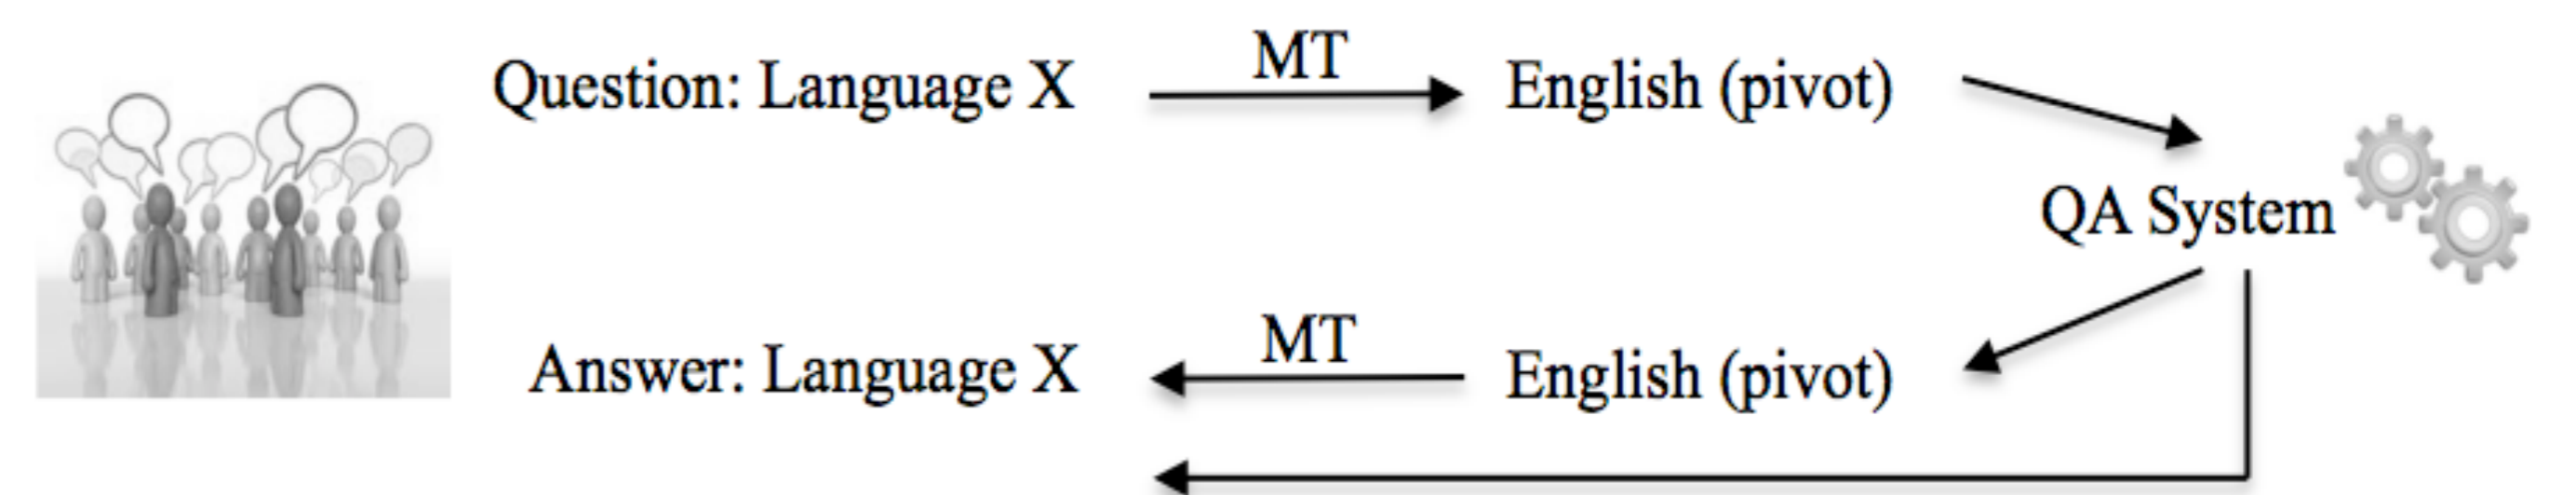 MT
Question: Language X
English (pivot)
QA System
MT
Answer: Language X
English (pivot)